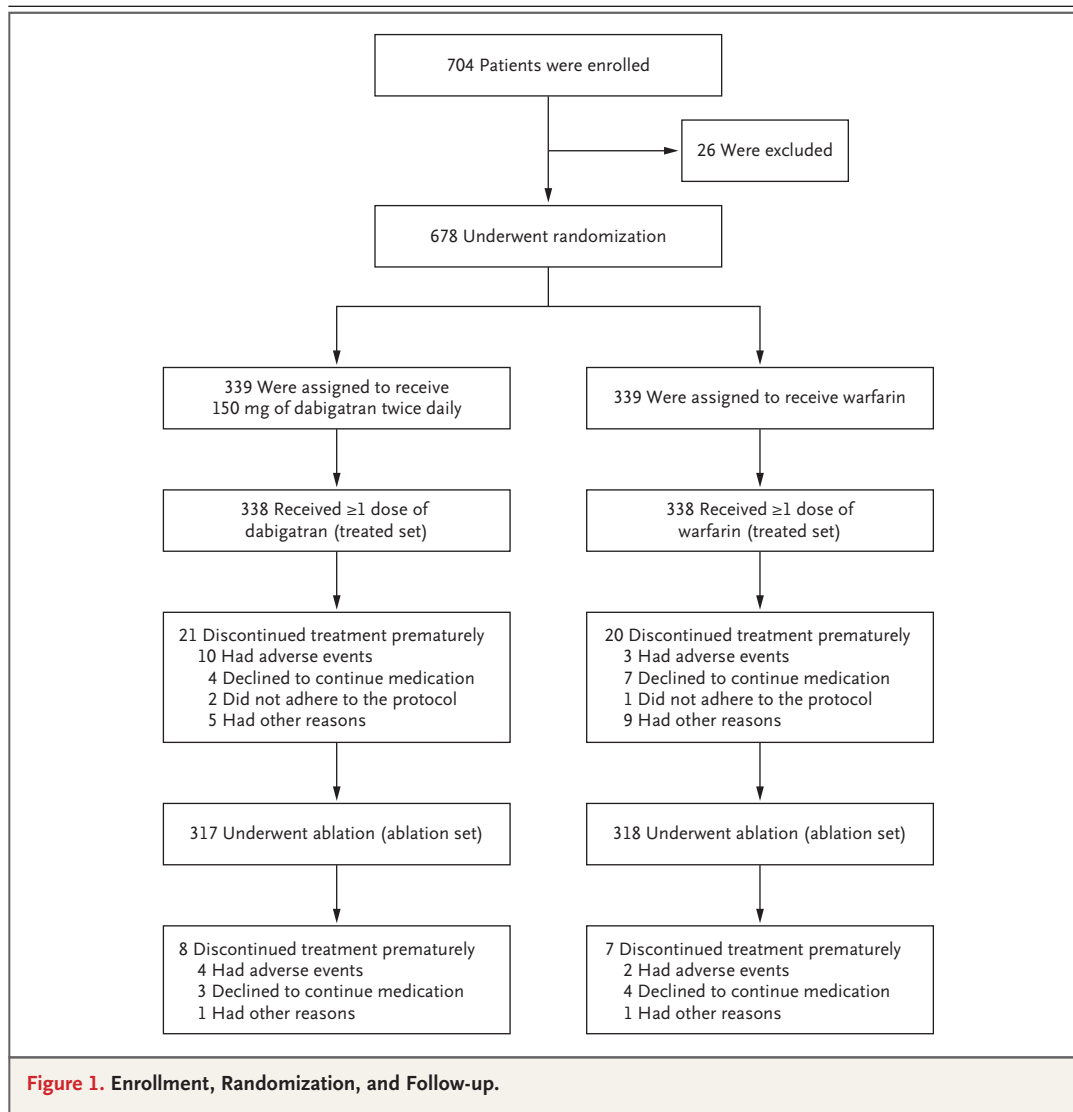 704 Patients were enrolled
26 Were excluded
678 Underwent randomization
339 Were assigned to receive
150 mg of dabigatran twice daily
339 Were assigned to receive warfarin
338 Received ≥1 dose of
dabigatran (treated set)
338 Received ≥1 dose of
warfarin (treated set)
21 Discontinued treatment prematurely
10 Had adverse events
4 Declined to continue medication
2 Did not adhere to the protocol
5 Had other reasons
20 Discontinued treatment prematurely
3 Had adverse events
7 Declined to continue medication
1 Did not adhere to the protocol
9 Had other reasons
317 Underwent ablation (ablation set)
318 Underwent ablation (ablation set)
8 Discontinued treatment prematurely
4 Had adverse events
3 Declined to continue medication
1 Had other reasons
7 Discontinued treatment prematurely
2 Had adverse events
4 Declined to continue medication
1 Had other reasons
Figure 1. Enrollment, Randomization, and Follow-up.